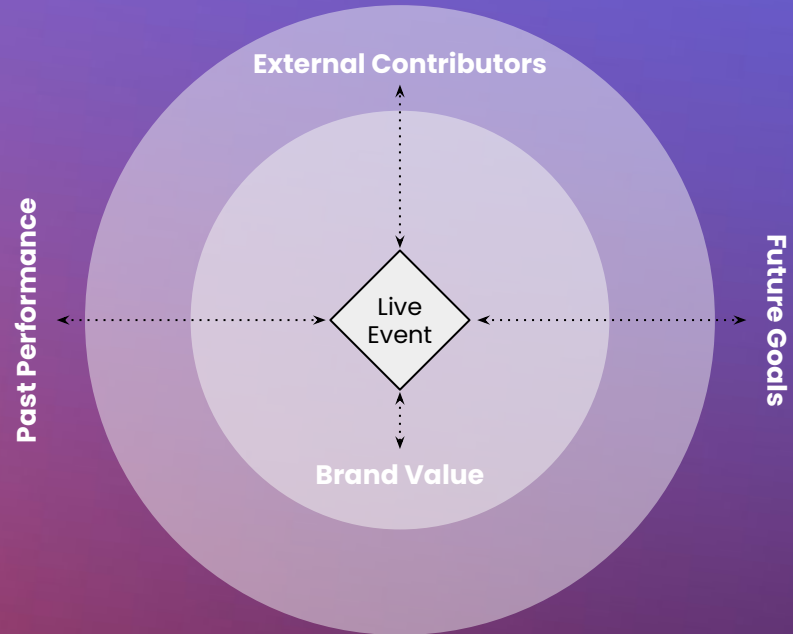 External Contributors
Past Performance
Live
Event
Future Goals
Brand Value